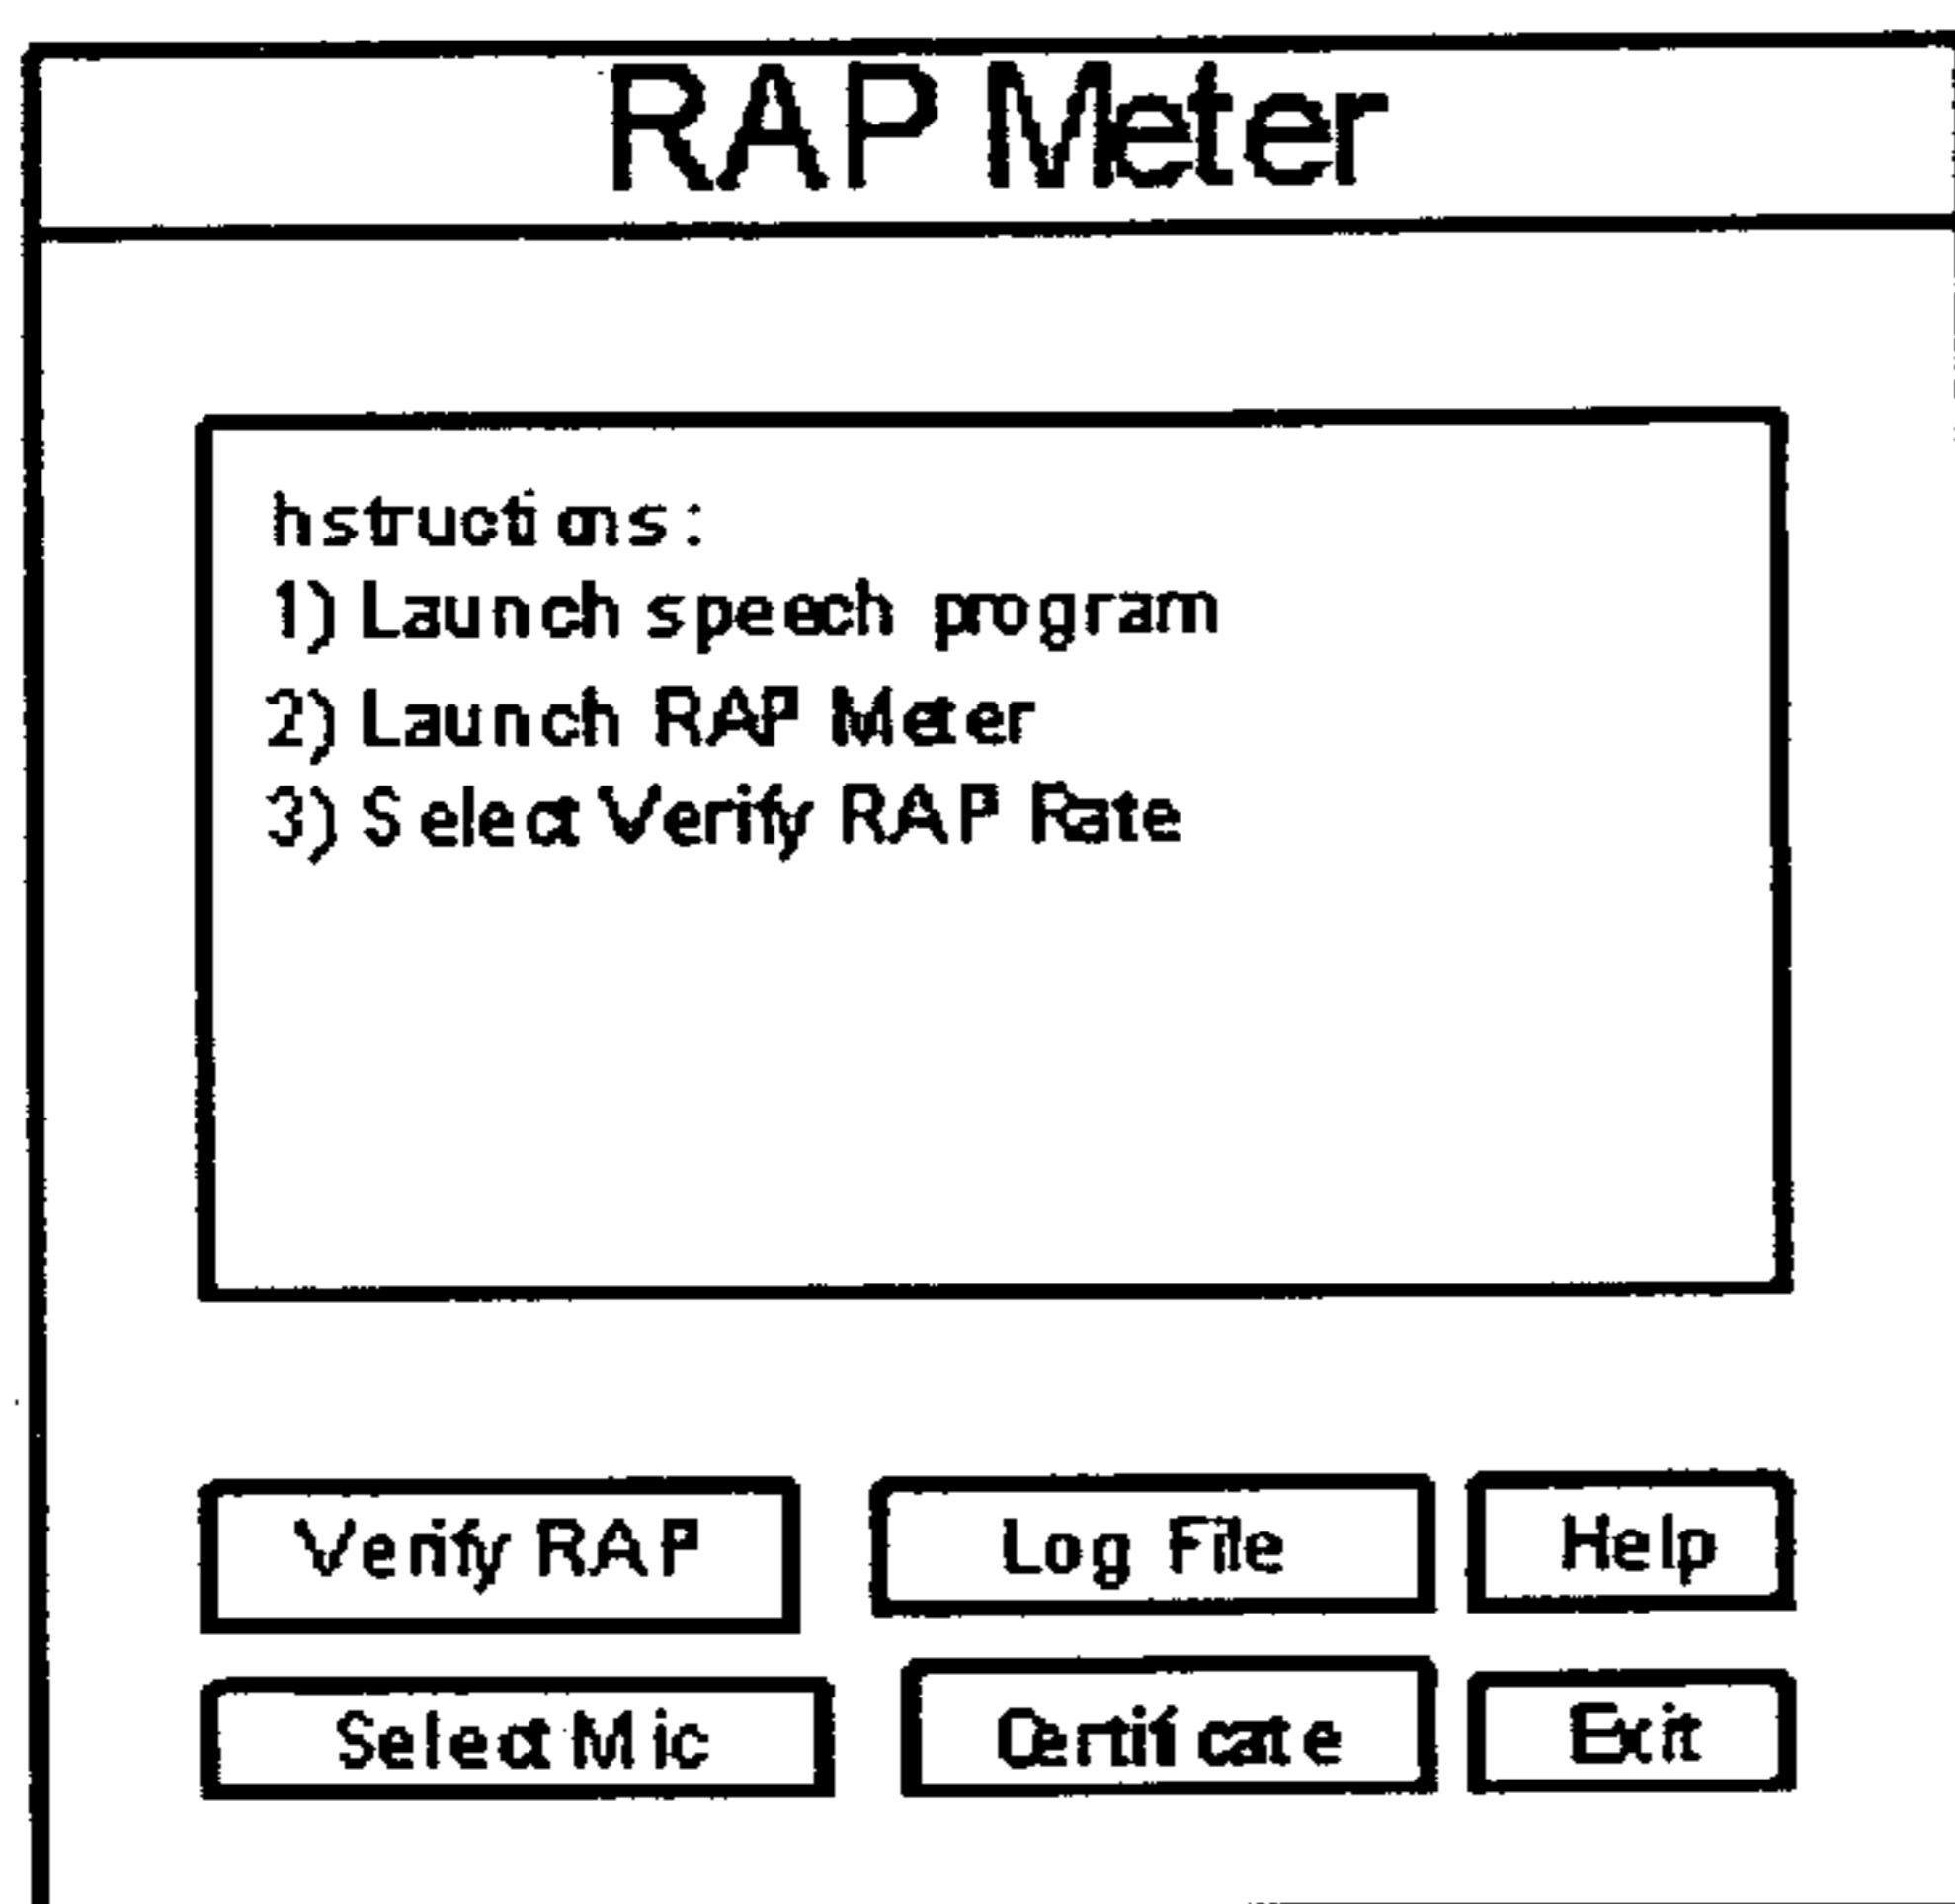 RAP Meter
Instructions:
1) Launch speech program
2) Launch RAP Meter
3) Select Verify RAP Rate
Verify RAP
Log File
Help
Select Mic
Certificate
Exit